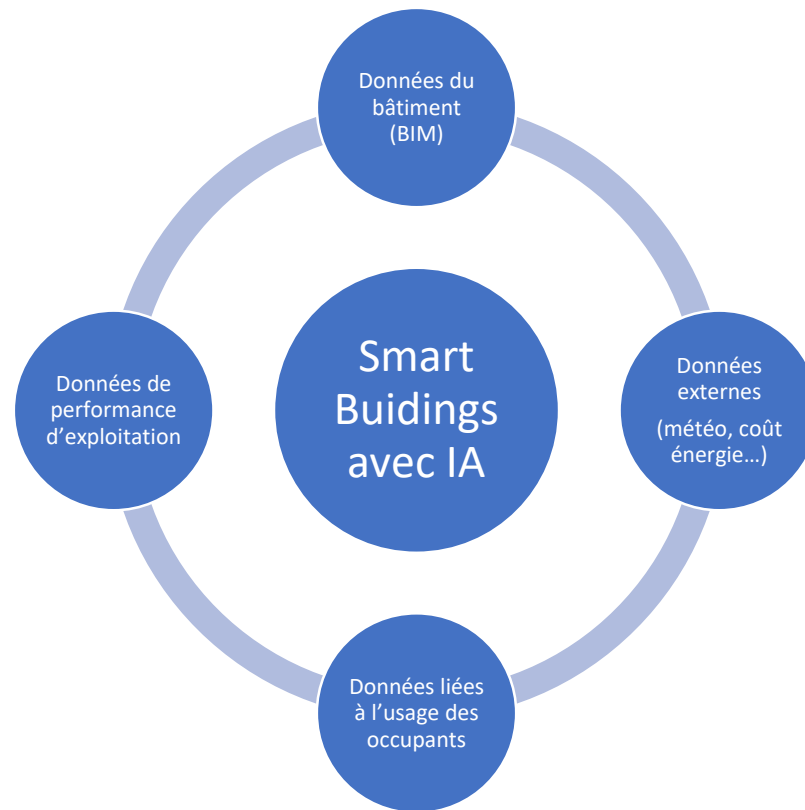 Données du
bâtiment
(BIM)
Smart
Buidings
avec IA
Données de
performance
d’exploitation
Données
externes
(météo, coût
énergie…)
Données liées
à l’usage des
occupants